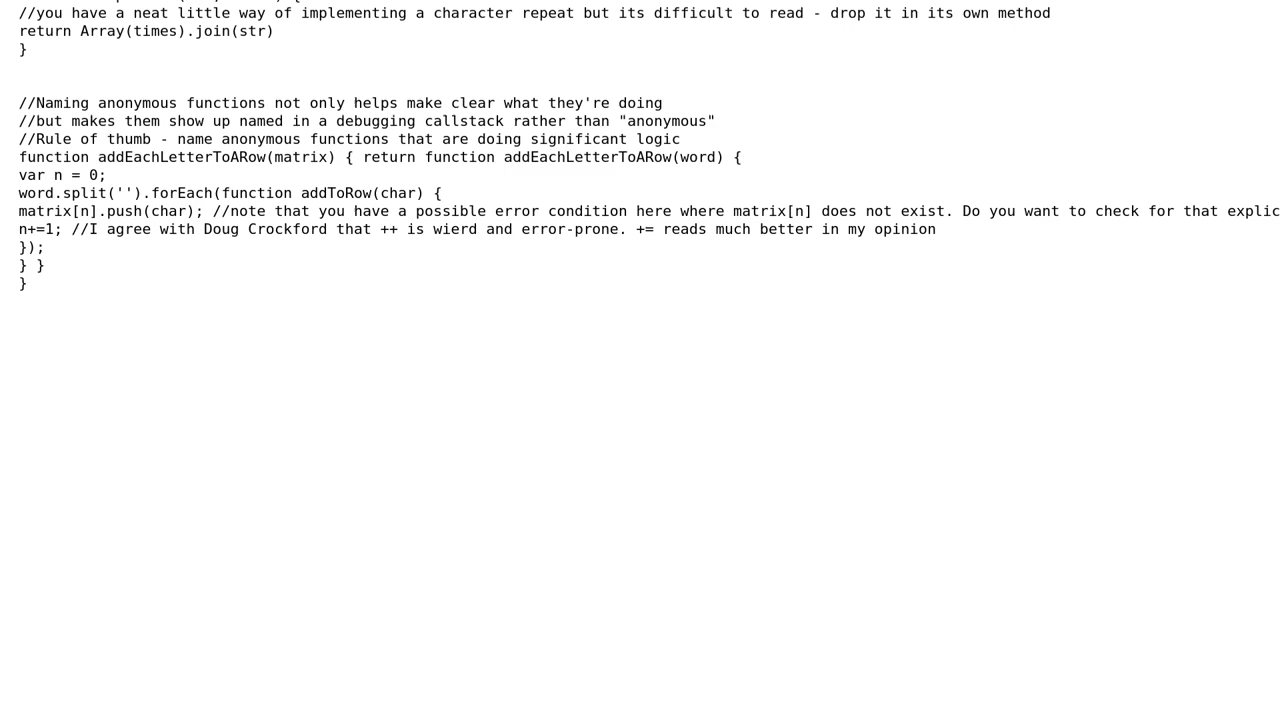 //you have a neat little way of implementing a character repeat but its difficult to read - drop it in its own method
return Array(times).join(str)
}
//Naming anonymous functions not only helps make clear what they're doing
//but makes them show up named in a debugging callstack rather than "anonymous"
//Rule of thumb - name anonymous functions that are doing significant logic
function addEachLetterToARow(matrix) { return function addEachLetterToARow(word) {
var n = 0;
word.split('').forEach(function addToRow(char) {
matrix[n].push(char); //note that you have a possible error condition here where matrix[n] does not exist. Do you want to check for that explic
n+=1; //I agree with Doug Crockford that ++ is wierd and error-prone. += reads much better in my opinion
});
} }
}